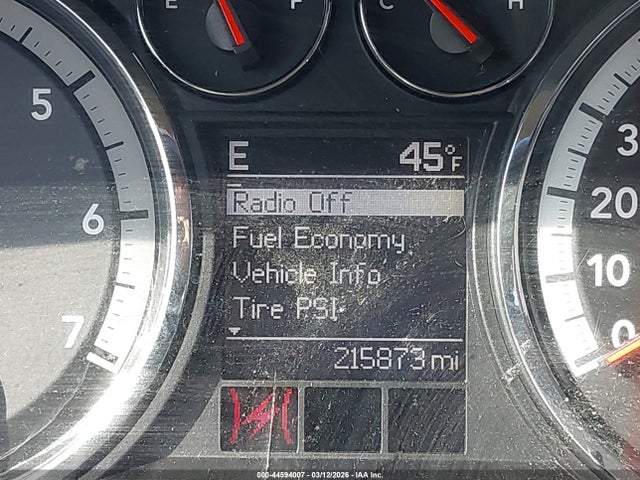 E F
C H
5
6
7
E 45°F
Radio Off
Fuel Economy
Vehicle Info
Tire PSI
215873 mi
3
20
10
0
000-44594007 | 03/12/2026 - IAA Inc.